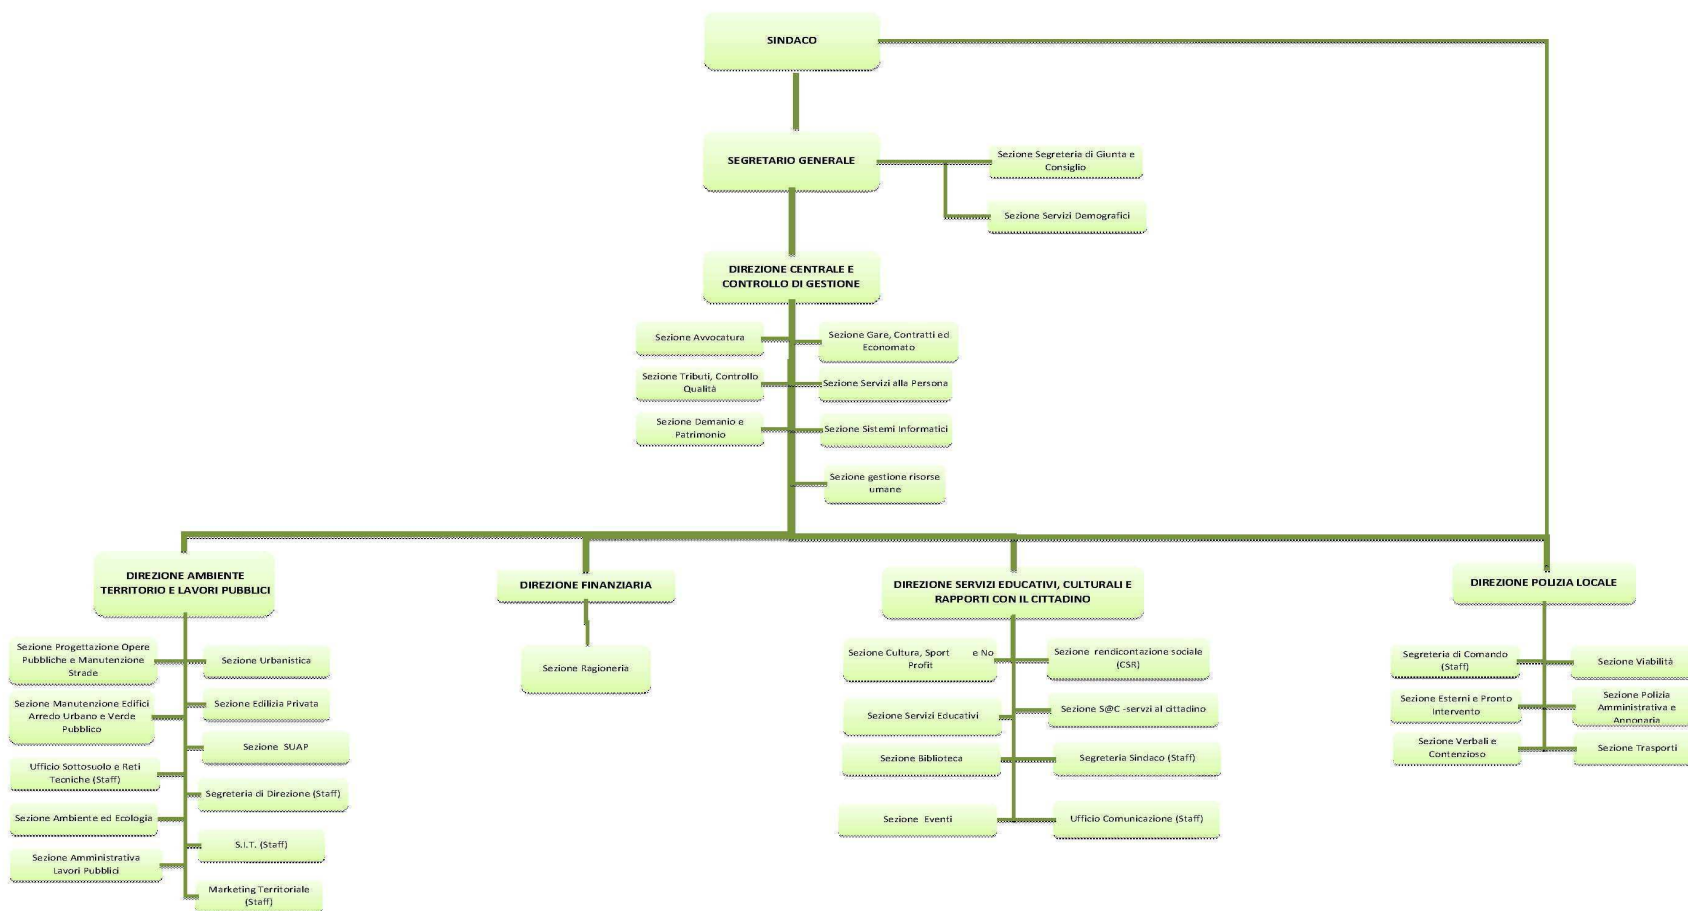 SINDACO
SEGRETARIO GENERALE
Sezione Segreteria di Giunta e
Consiglio
Sezione Servizi Demografici
DIREZIONE CENTRALE E
CONTROLLO DI GESTIONE
Sezione Avvocatura
Sezione Gare, Contratti ed
Economato
Sezione Tributi, Controllo
Qualità
Sezione Servizi alla Persona
Sezione Demanio e
Patrimonio
Sezione Sistemi Informatici
Sezione gestione risorse
umane
DIREZIONE AMBIENTE
TERRITORIO E LAVORI PUBBLICI
Sezione Progettazione Opere
Pubbliche e Manutenzione
Strade
Sezione Urbanistica
Sezione Manutenzione Edifici
Arredo Urbano e Verde
Pubblico
Sezione Edilizia Privata
Sezione SUAP
Ufficio Sottosuolo e Reti
Tecniche (Staff)
Segreteria di Direzione (Staff)
Sezione Ambiente ed Ecologia
S.I.T. (Staff)
Sezione Amministrativa
Lavori Pubblici
Marketing Territoriale
(Staff)
DIREZIONE FINANZIARIA
Sezione Ragioneria
DIREZIONE SERVIZI EDUCATIVI, CULTURALI E
RAPPORTI CON IL CITTADINO
Sezione Cultura, Sport e No
Profit
Sezione rendicontazione sociale
(CSR)
Sezione Servizi Educativi
Sezione S@C -servzi al cittadino
Sezione Biblioteca
Segreteria Sindaco (Staff)
Sezione Eventi
Ufficio Comunicazione (Staff)
DIREZIONE POLIZIA LOCALE
Segreteria di Comando
(Staff)
Sezione Viabilità
Sezione Esterni e Pronto
Intervento
Sezione Polizia
Amministrativa e
Annonaria
Sezione Verbali e
Contenzioso
Sezione Trasporti